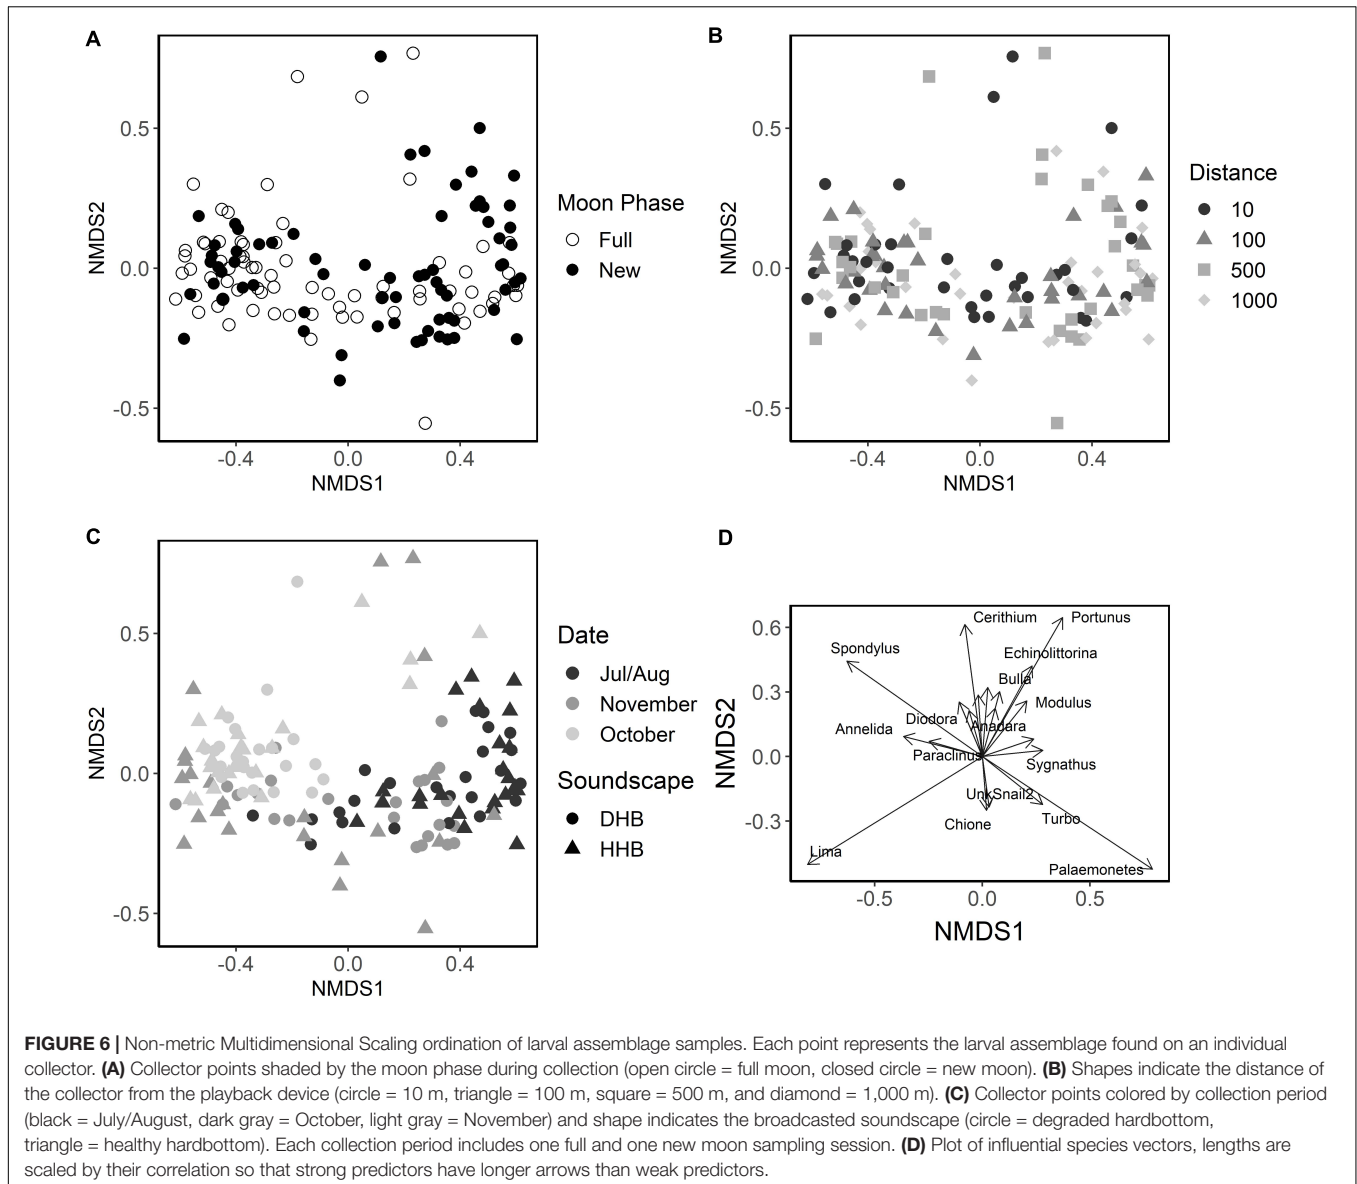 A
0.5
0.0
-0.5
NMDS2
-0.4
0.0
0.4
NMDS1
Moon Phase
Full
New
B
0.5
0.0
-0.5
NMDS2
-0.4
0.0
0.4
NMDS1
Distance
10
100
500
1000
C
0.5
0.0
-0.5
NMDS2
-0.4
0.0
0.4
NMDS1
Date
Jul/Aug
November
October
Soundscape
DHB
HHB
D
0.6
0.3
0.0
-0.3
NMDS2
Cerithium
Portunus
Spondylus
Echinolittorina
Bulla
Modulus
Diodora
Anadara
Annelida
Paraclinus
Sygnathus
UnkSnail2
Chione
Turbo
Lima
Palaemonetes
-0.5
0.0
0.5
NMDS1
FIGURE 6 | Non-metric Multidimensional Scaling ordination of larval assemblage samples. Each point represents the larval assemblage found on an individual
collector. (A) Collector points shaded by the moon phase during collection (open circle = full moon, closed circle = new moon). (B) Shapes indicate the distance of
the collector from the playback device (circle = 10 m, triangle = 100 m, square = 500 m, and diamond = 1,000 m). (C) Collector points colored by collection period
(black = July/August, dark gray = October, light gray = November) and shape indicates the broadcasted soundscape (circle = degraded hardbottom,
triangle = healthy hardbottom). Each collection period includes one full and one new moon sampling session. (D) Plot of influential species vectors, lengths are
scaled by their correlation so that strong predictors have longer arrows than weak predictors.